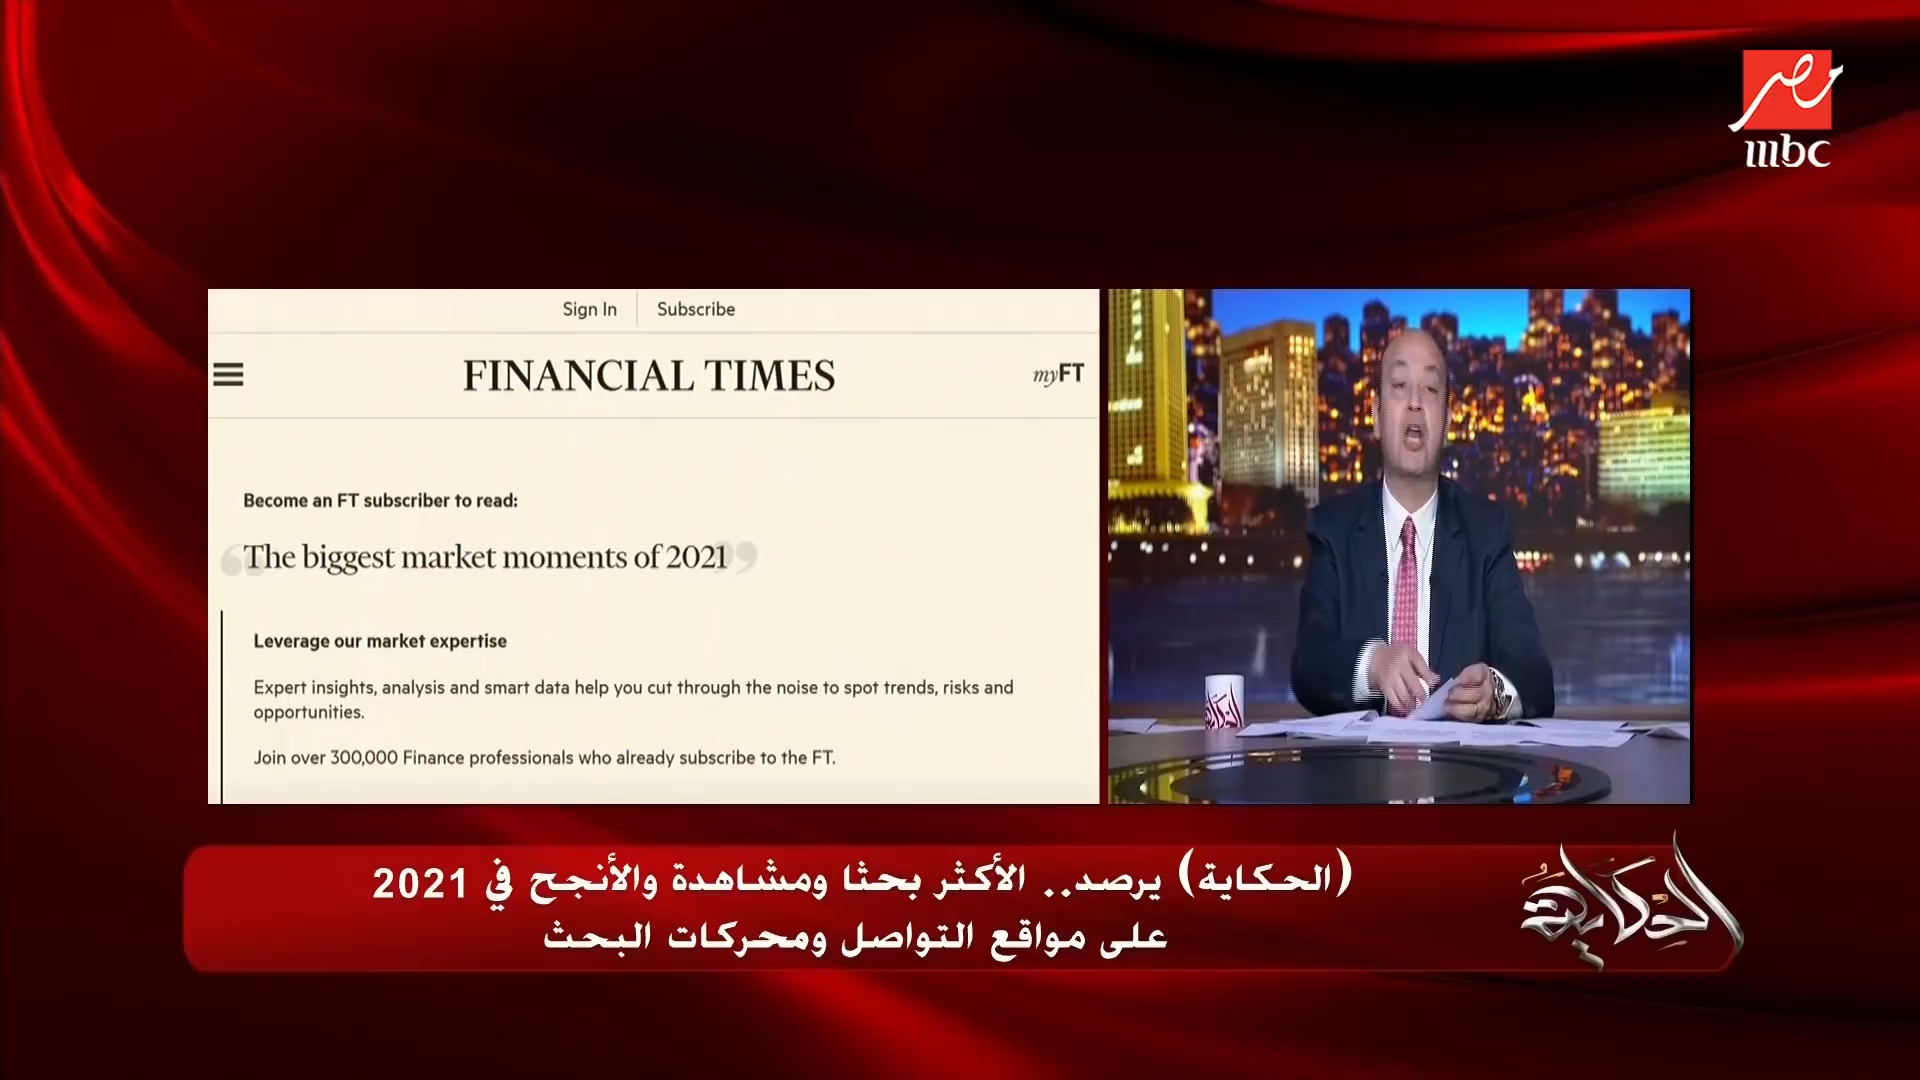 مصر
mbc
Sign In
Subscribe
FINANCIAL TIMES
myFT
Become an FT subscriber to read:
“The biggest market moments of 2021”
Leverage our market expertise
Expert insights, analysis and smart data help you cut through the noise to spot trends, risks and
opportunities.
Join over 300,000 Finance professionals who already subscribe to the FT.
الحكاية
(الحكاية) يرصد.. الأكثر بحثا ومشاهدة والأنجح في 2021
على مواقع التواصل ومحركات البحث
الحكاية